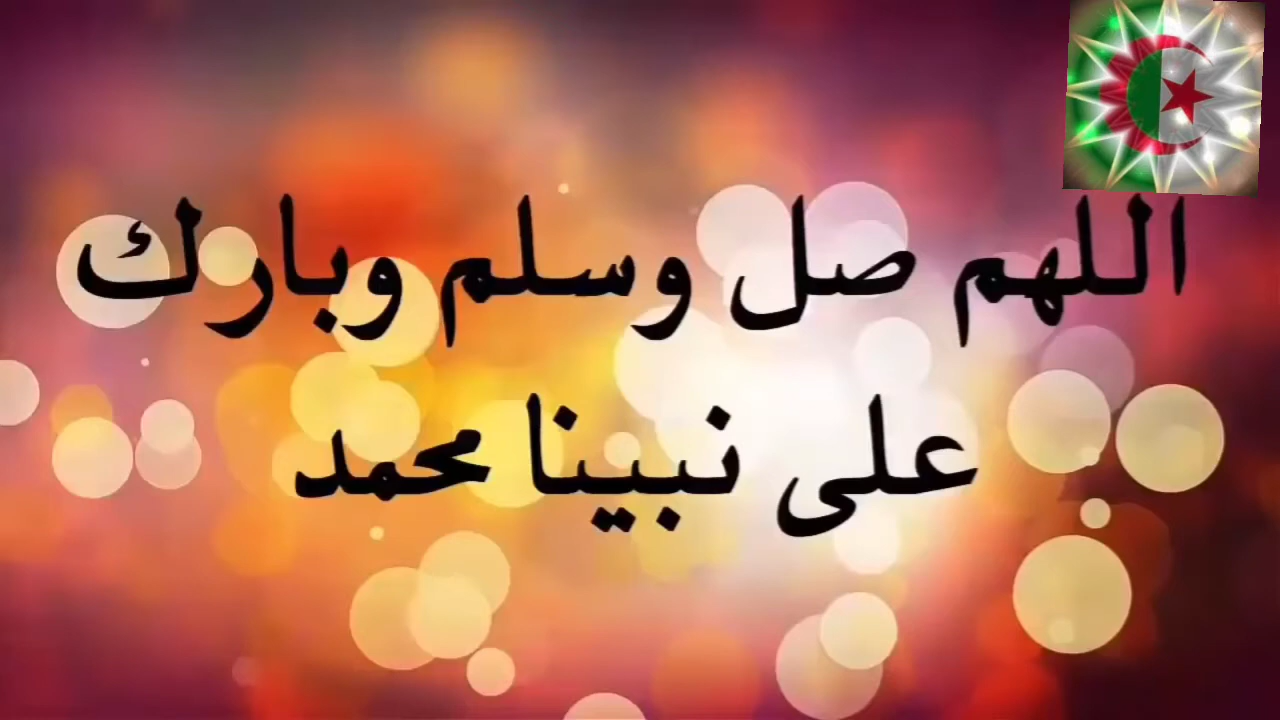 اللهم صل وسلم وبارك
على نبينا محمد